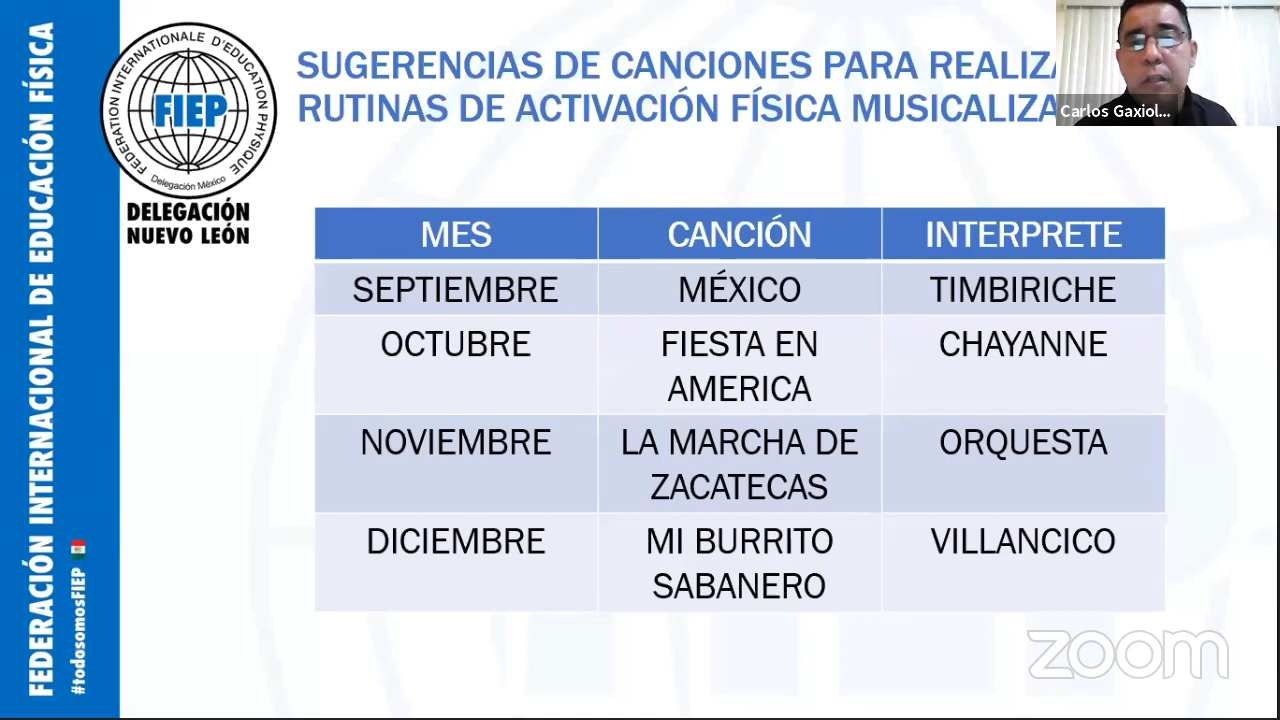 FEDERACIÓN INTERNACIONAL DE EDUCACIÓN FÍSICA
#todosomosFIEP
FEDERATION INTERNATIONALE D'EDUCATION PHYSIQUE
FIEP
Delegación México
DELEGACIÓN
NUEVO LEÓN
SUGERENCIAS DE CANCIONES PARA REALIZA
RUTINAS DE ACTIVACIÓN FÍSICA MUSICALIZA
Carlos Gaxiol...
MES CANCIÓN INTERPRETE
SEPTIEMBRE MÉXICO TIMBIRICHE
OCTUBRE FIESTA EN AMERICA CHAYANNE
NOVIEMBRE LA MARCHA DE ZACATECAS ORQUESTA
DICIEMBRE MI BURRITO SABANERO VILLANCICO
zoom